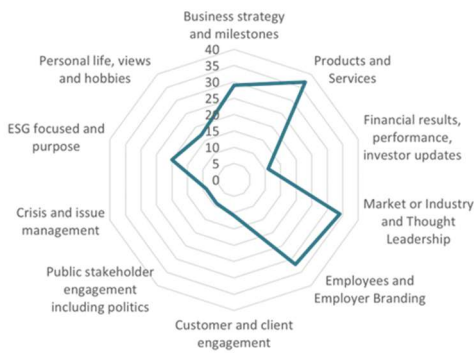 Business strategy
and milestones
40
35
30
25
20
15
10
5
0
Products and
Services
Financial results,
performance,
investor updates
Market or Industry
and Thought
Leadership
Employees and
Employer Branding
Customer and client
engagement
Public stakeholder
engagement
including politics
Crisis and issue
management
ESG focused and
purpose
Personal life, views
and hobbies